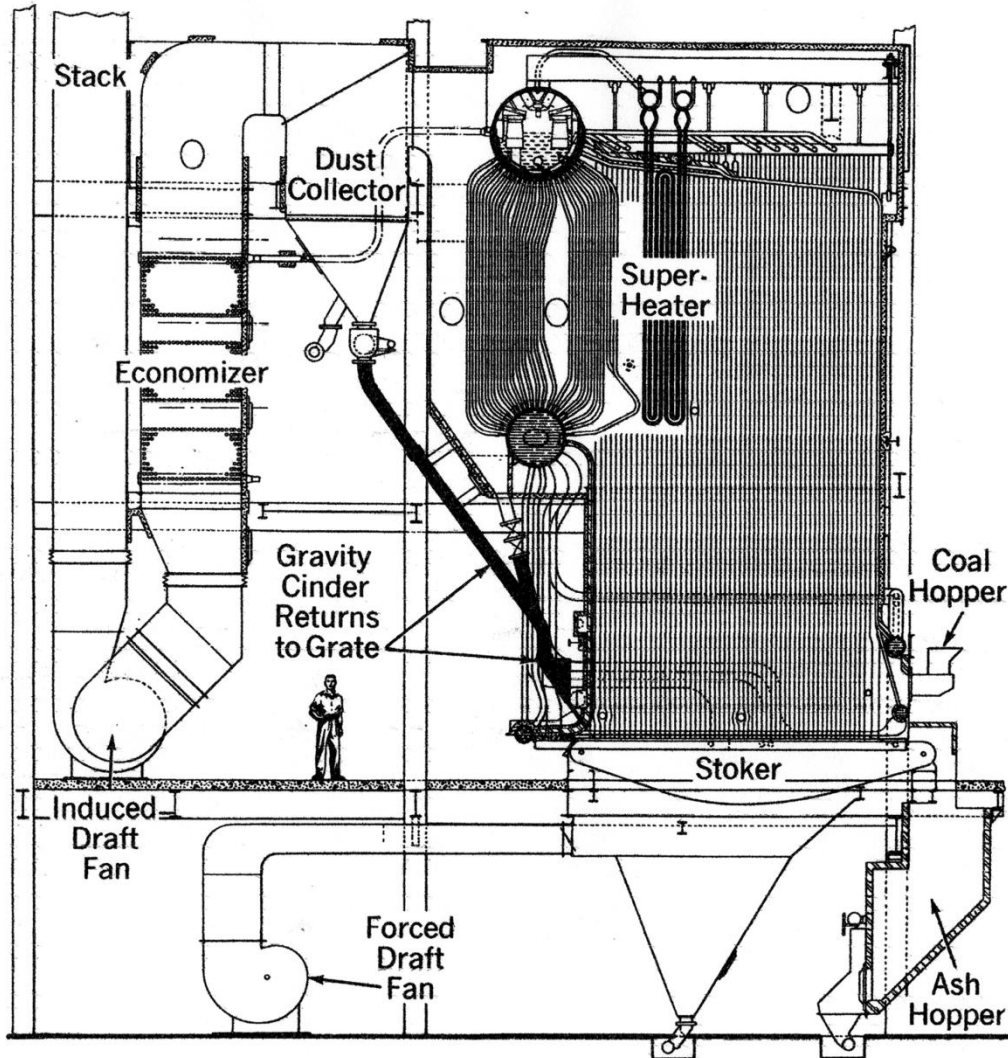 Stack
Dust
Collector
Super-
Heater
Economizer
Gravity
Cinder
Returns
to Grate
Coal
Hopper
Stoker
Induced
Draft
Fan
Forced
Draft
Fan
Ash
Hopper